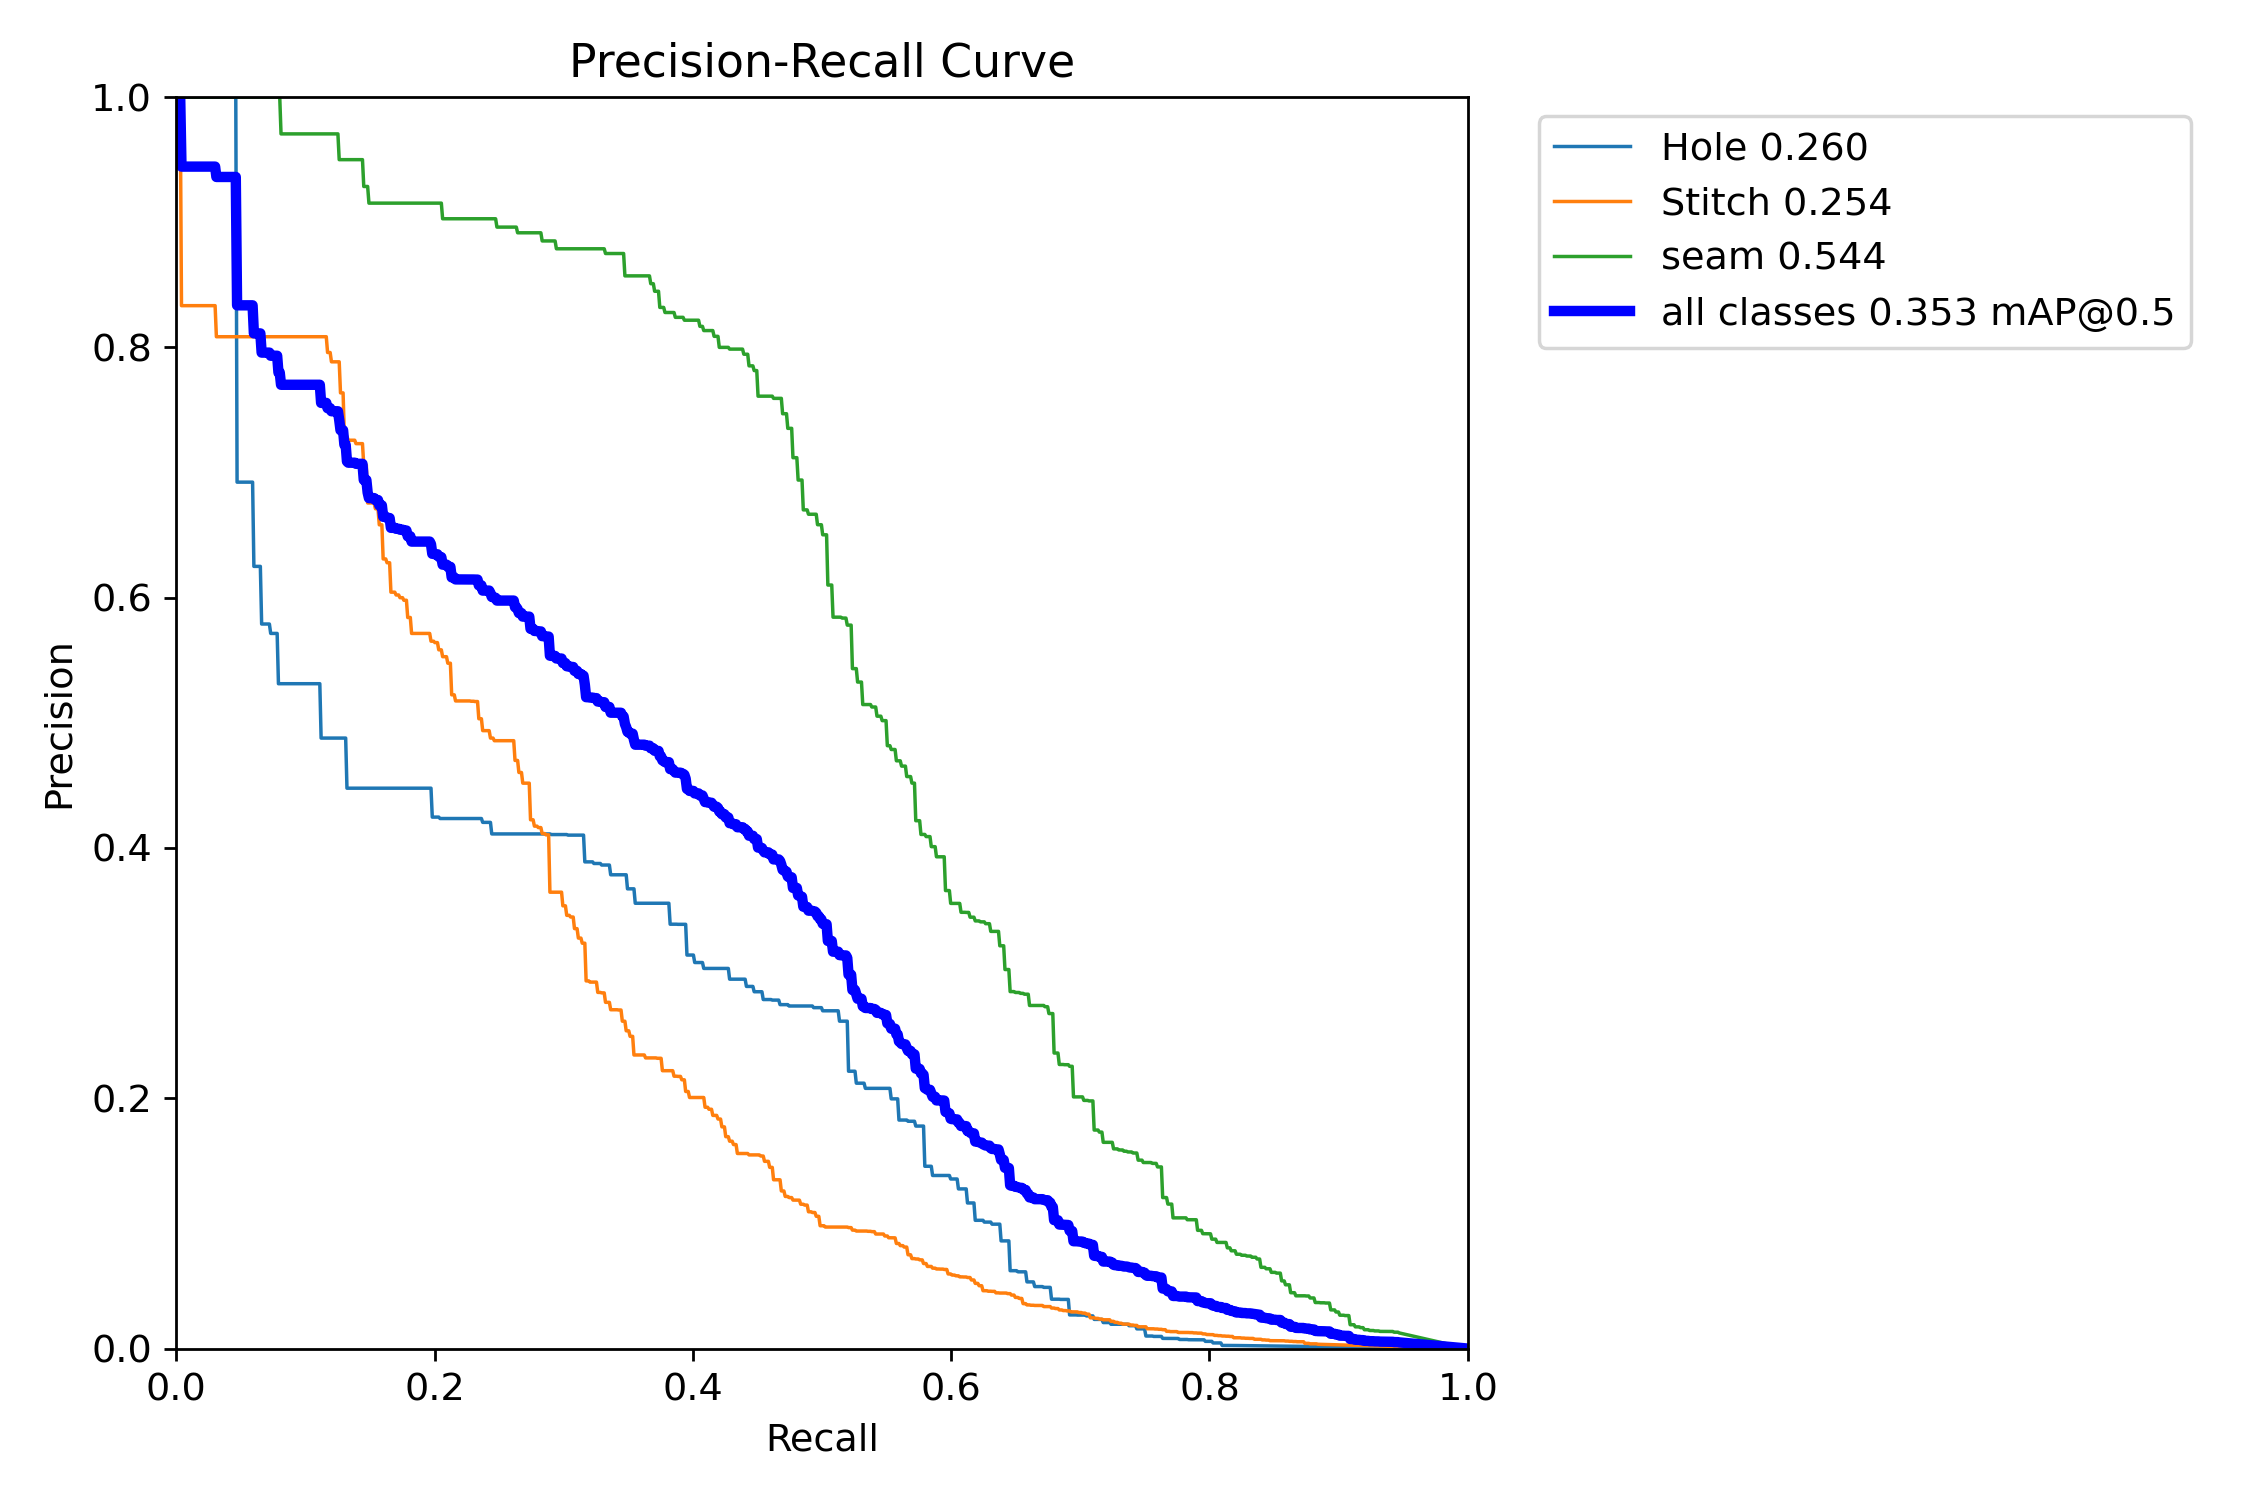 Precision-Recall Curve
1.0
0.8
0.6
0.4
0.2
0.0
Precision
0.0 0.2 0.4 0.6 0.8 1.0
Recall
Hole 0.260
Stitch 0.254
seam 0.544
all classes 0.353 mAP@0.5